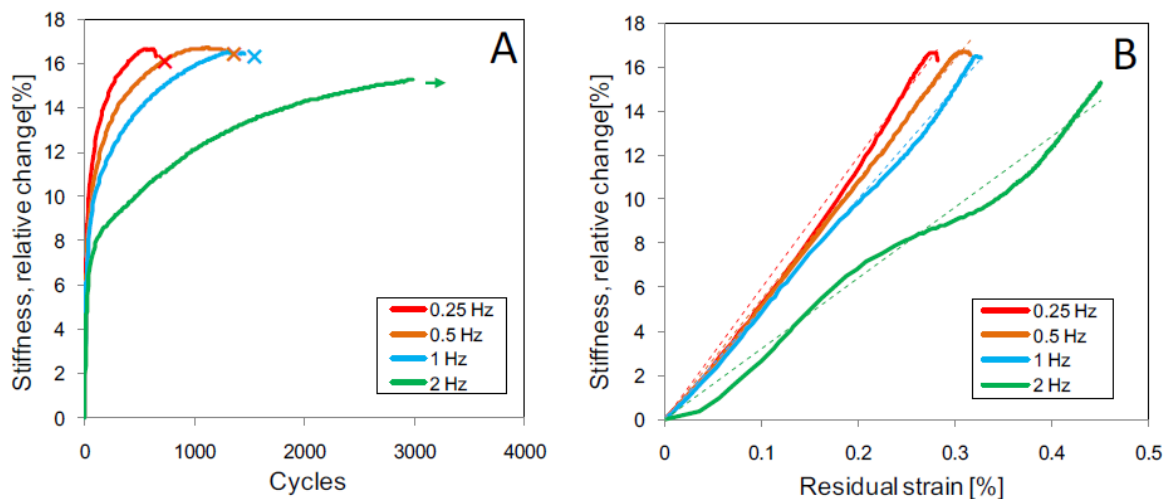 A
Stiffness, relative change[%]
18
16
14
12
10
8
6
4
2
0
0.25 Hz
0.5 Hz
1 Hz
2 Hz
0
1000
2000
3000
4000
Cycles
B
Stiffness, relative change[%]
18
16
14
12
10
8
6
4
2
0
0.25 Hz
0.5 Hz
1 Hz
2 Hz
0
0.1
0.2
0.3
0.4
0.5
Residual strain [%]